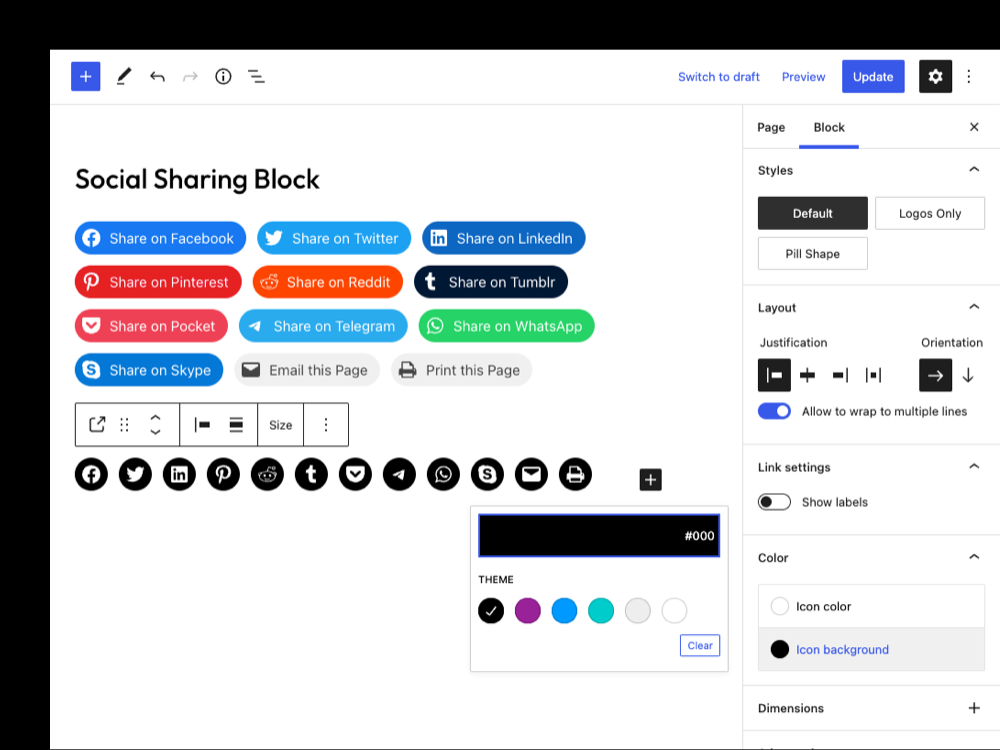 Switch to draft Preview Update
Page Block
Social Sharing Block
Share on Facebook Share on Twitter Share on LinkedIn
Share on Pinterest Share on Reddit Share on Tumblr
Share on Pocket Share on Telegram Share on WhatsApp
Share on Skype Email this Page Print this Page
Size
#000
THEME
Clear
Styles
Default Logos Only
Pill Shape
Layout
Justification Orientation
Allow to wrap to multiple lines
Link settings
Show labels
Color
Icon color
Icon background
Dimensions